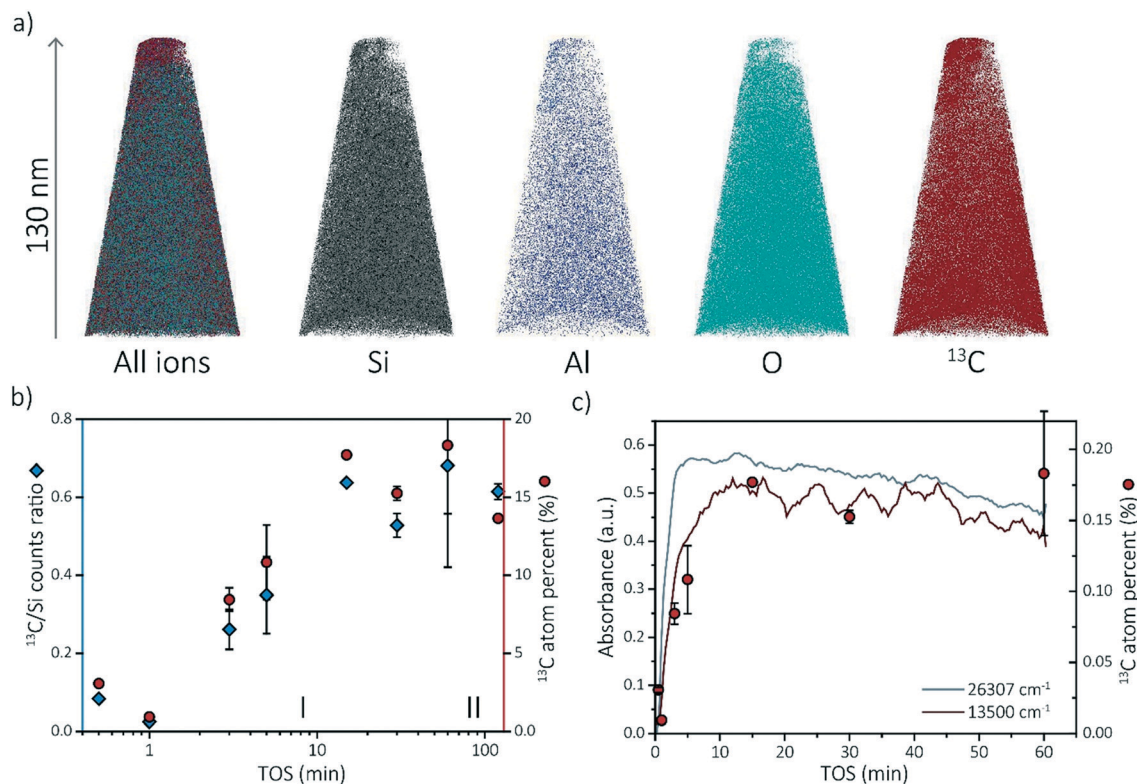 a)
130 nm
All ions
Si
Al
O
¹³C
b)
¹³C/Si counts ratio
0.8
0.6
0.4
0.2
0.0
20
15
10
5
0
¹³C atom percent (%)
I
II
1
10
100
TOS (min)
c)
Absorbance (a.u.)
0.6
0.5
0.4
0.3
0.2
0.1
0.0
0.20
0.15
0.10
0.05
0.00
¹³C atom percent (%)
26307 cm⁻¹
13500 cm⁻¹
0
10
20
30
40
50
60
TOS (min)